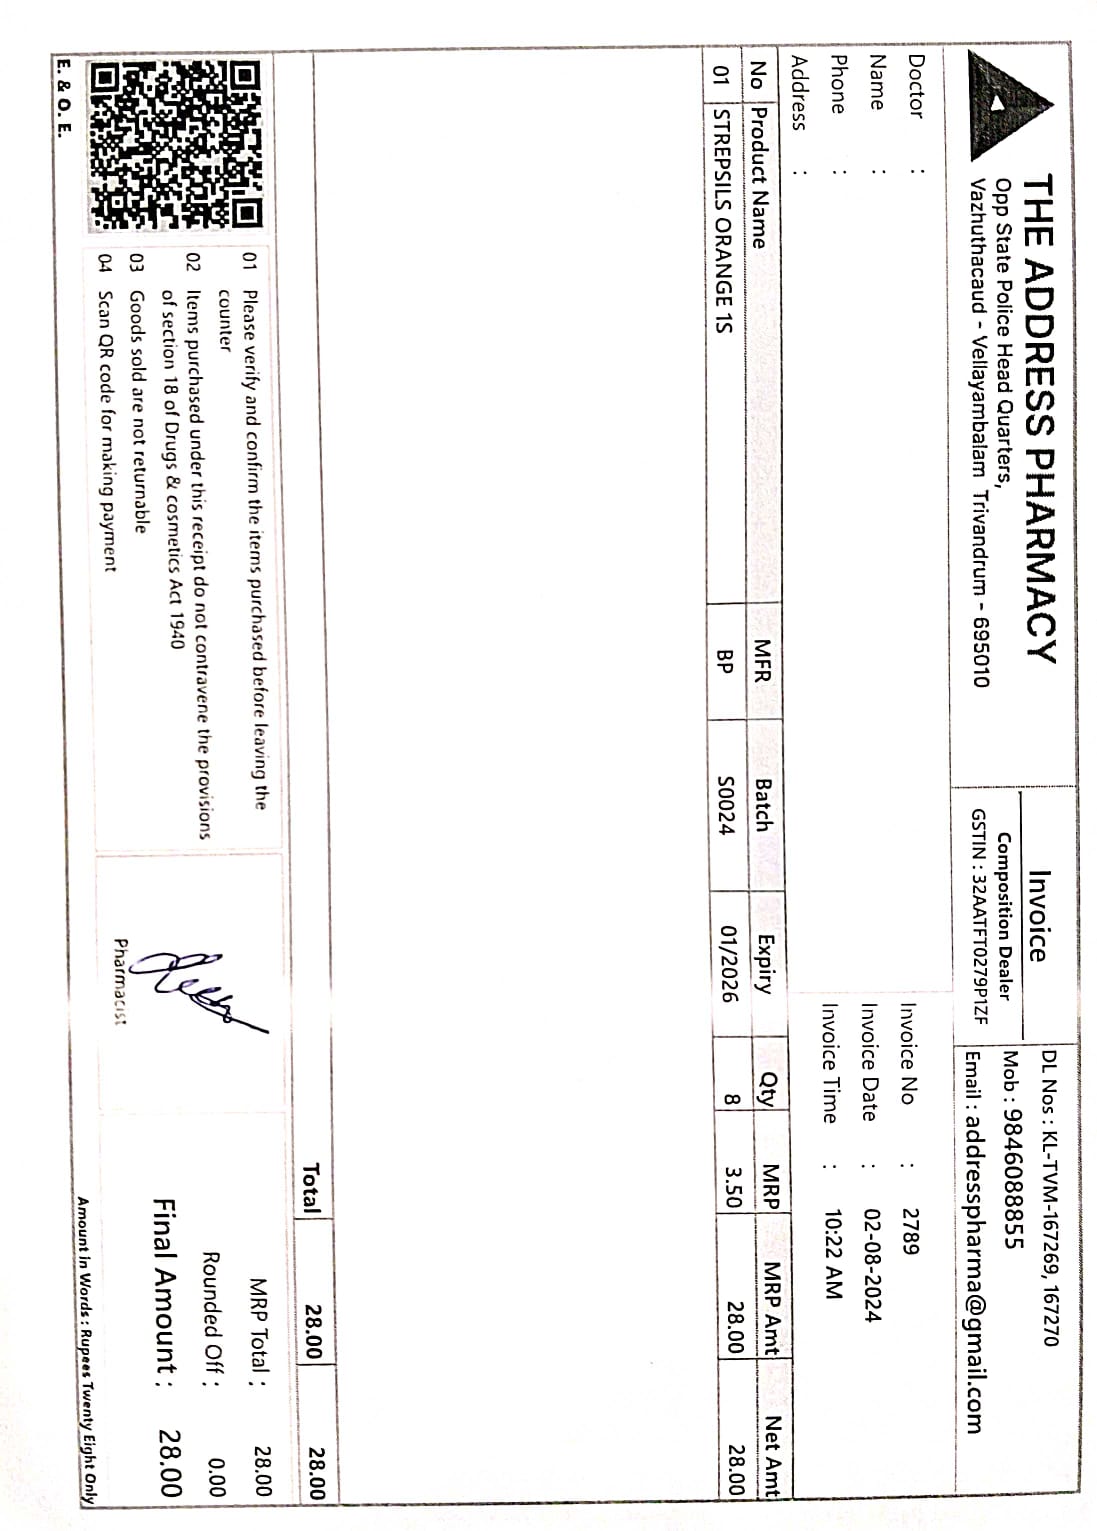 THE ADDRESS PHARMACY
Opp State Police Head Quarters,
Vazhuthacaud - Vellayambalam Trivandrum - 695010
Invoice
Composition Dealer
GSTIN : 32AATFT0279P1ZF
DL Nos : KL-TVM-167269, 167270
Mob : 9846088855
Email : addresspharma@gmail.com
Doctor :
Name :
Phone :
Address :
Invoice No : 2789
Invoice Date : 02-08-2024
Invoice Time : 10:22 AM
No Product Name MFR Batch Expiry Qty MRP MRP Amt Net Amt
01 STREPSILS ORANGE 1S BP S0024 01/2026 8 3.50 28.00 28.00
Total 28.00 28.00
01 Please verify and confirm the items purchased before leaving the
counter
02 Items purchased under this receipt do not contravene the provisions
of section 18 of Drugs & cosmetics Act 1940
03 Goods sold are not returnable
04 Scan QR code for making payment
Pharmacist
MRP Total : 28.00
Rounded Off : 0.00
Final Amount : 28.00
Amount in Words : Rupees Twenty Eight Only
E. & O. E.